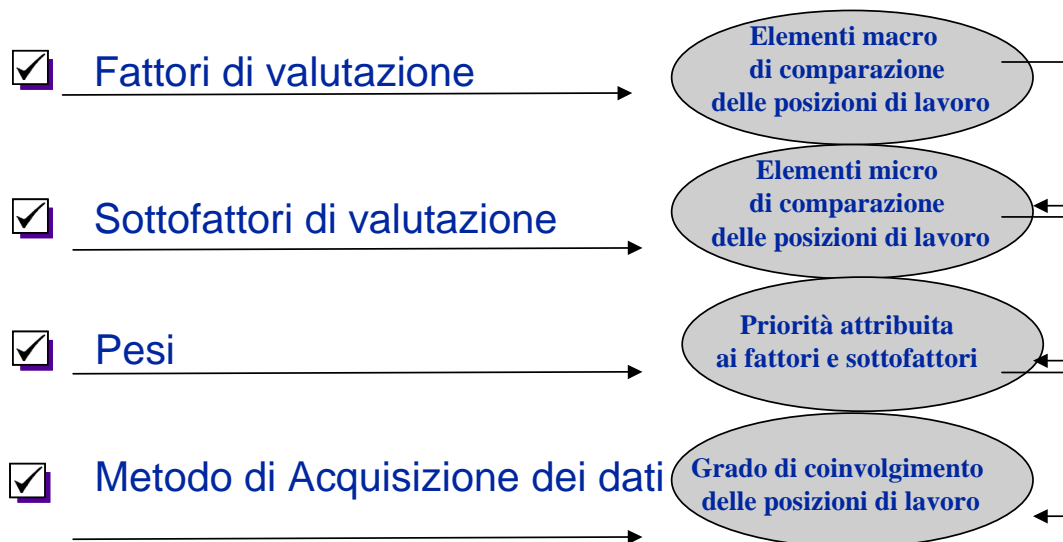 Fattori di valutazione
Elementi macro
di comparazione
delle posizioni di lavoro
Sottofattori di valutazione
Elementi micro
di comparazione
delle posizioni di lavoro
Pesi
Priorità attribuita
ai fattori e sottofattori
Metodo di Acquisizione dei dati
Grado di coinvolgimento
delle posizioni di lavoro